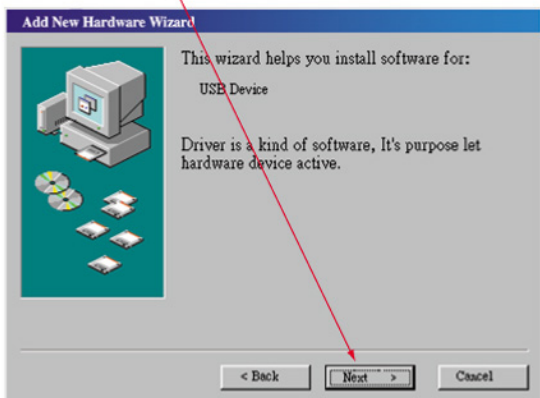 Add New Hardware Wizard
This wizard helps you install software for:
USB Device
Driver is a kind of software, It's purpose let
hardware device active.
< Back
Next >
Cancel